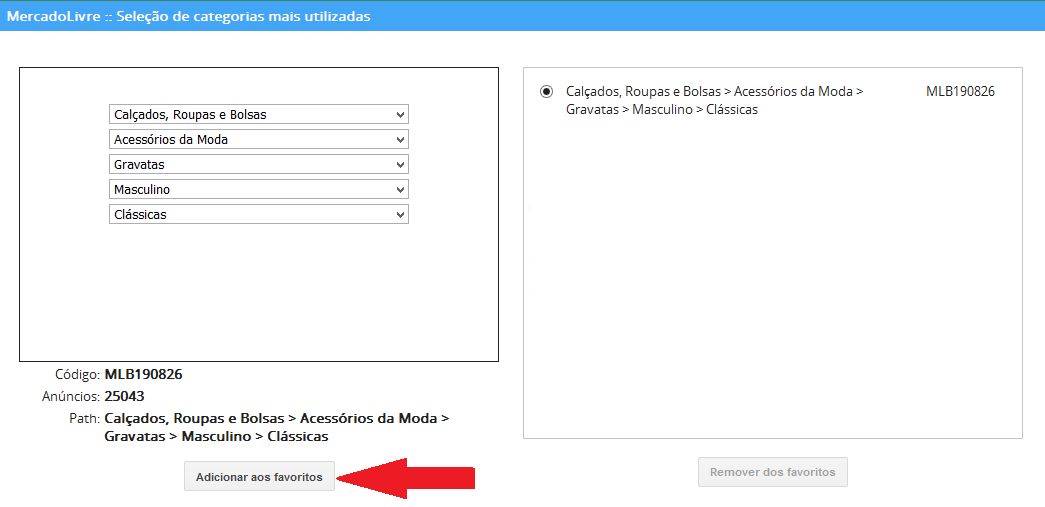 MercadoLivre :: Seleção de categorias mais utilizadas
Calçados, Roupas e Bolsas
Acessórios da Moda
Gravatas
Masculino
Clássicas
Código: MLB190826
Anúncios: 25043
Path: Calçados, Roupas e Bolsas > Acessórios da Moda >
Gravatas > Masculino > Clássicas
Adicionar aos favoritos
Calçados, Roupas e Bolsas > Acessórios da Moda > MLB190826
Gravatas > Masculino > Clássicas
Remover dos favoritos